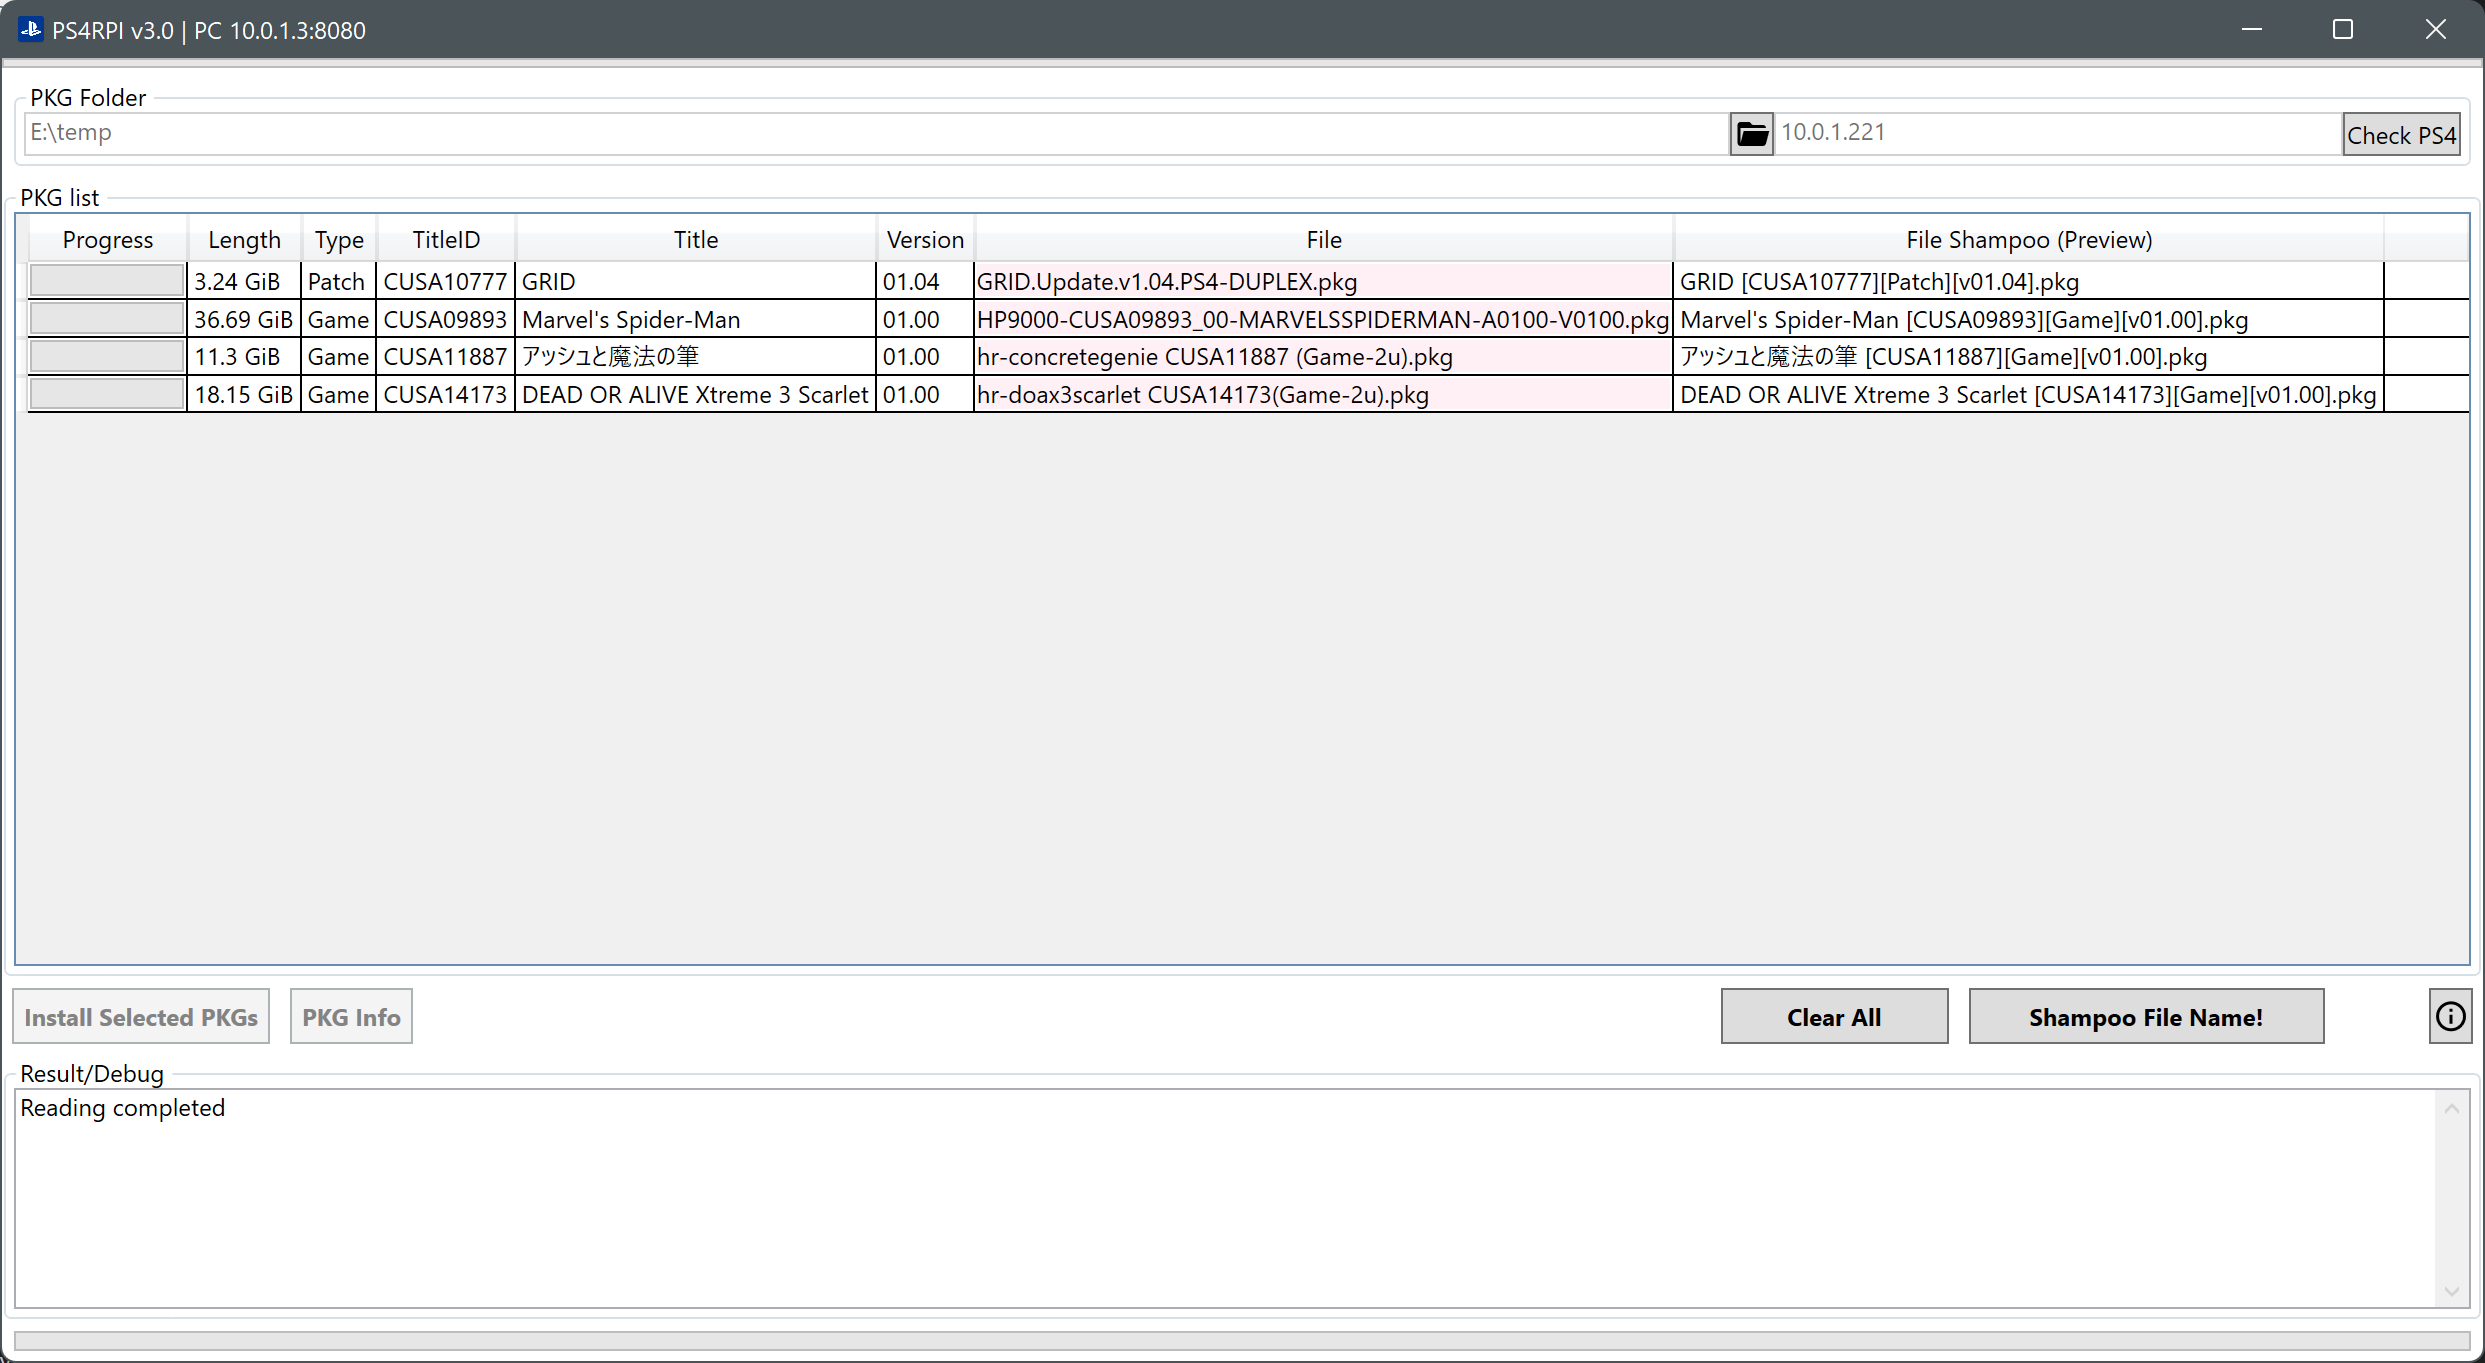 PS4RPI v3.0 | PC 10.0.1.3:8080
PKG Folder
E:\temp
10.0.1.221
Check PS4
PKG list
Progress Length Type TitleID Title Version File File Shampoo (Preview)
3.24 GiB Patch CUSA10777 GRID 01.04 GRID.Update.v1.04.PS4-DUPLEX.pkg GRID [CUSA10777][Patch][v01.04].pkg
36.69 GiB Game CUSA09893 Marvel's Spider-Man 01.00 HP9000-CUSA09893_00-MARVELSSPIDERMAN-A0100-V0100.pkg Marvel's Spider-Man [CUSA09893][Game][v01.00].pkg
11.3 GiB Game CUSA11887 アッシュと魔法の筆 01.00 hr-concretegenie CUSA11887 (Game-2u).pkg アッシュと魔法の筆 [CUSA11887][Game][v01.00].pkg
18.15 GiB Game CUSA14173 DEAD OR ALIVE Xtreme 3 Scarlet 01.00 hr-doax3scarlet CUSA14173(Game-2u).pkg DEAD OR ALIVE Xtreme 3 Scarlet [CUSA14173][Game][v01.00].pkg
Install Selected PKGs PKG Info Clear All Shampoo File Name!
Result/Debug
Reading completed